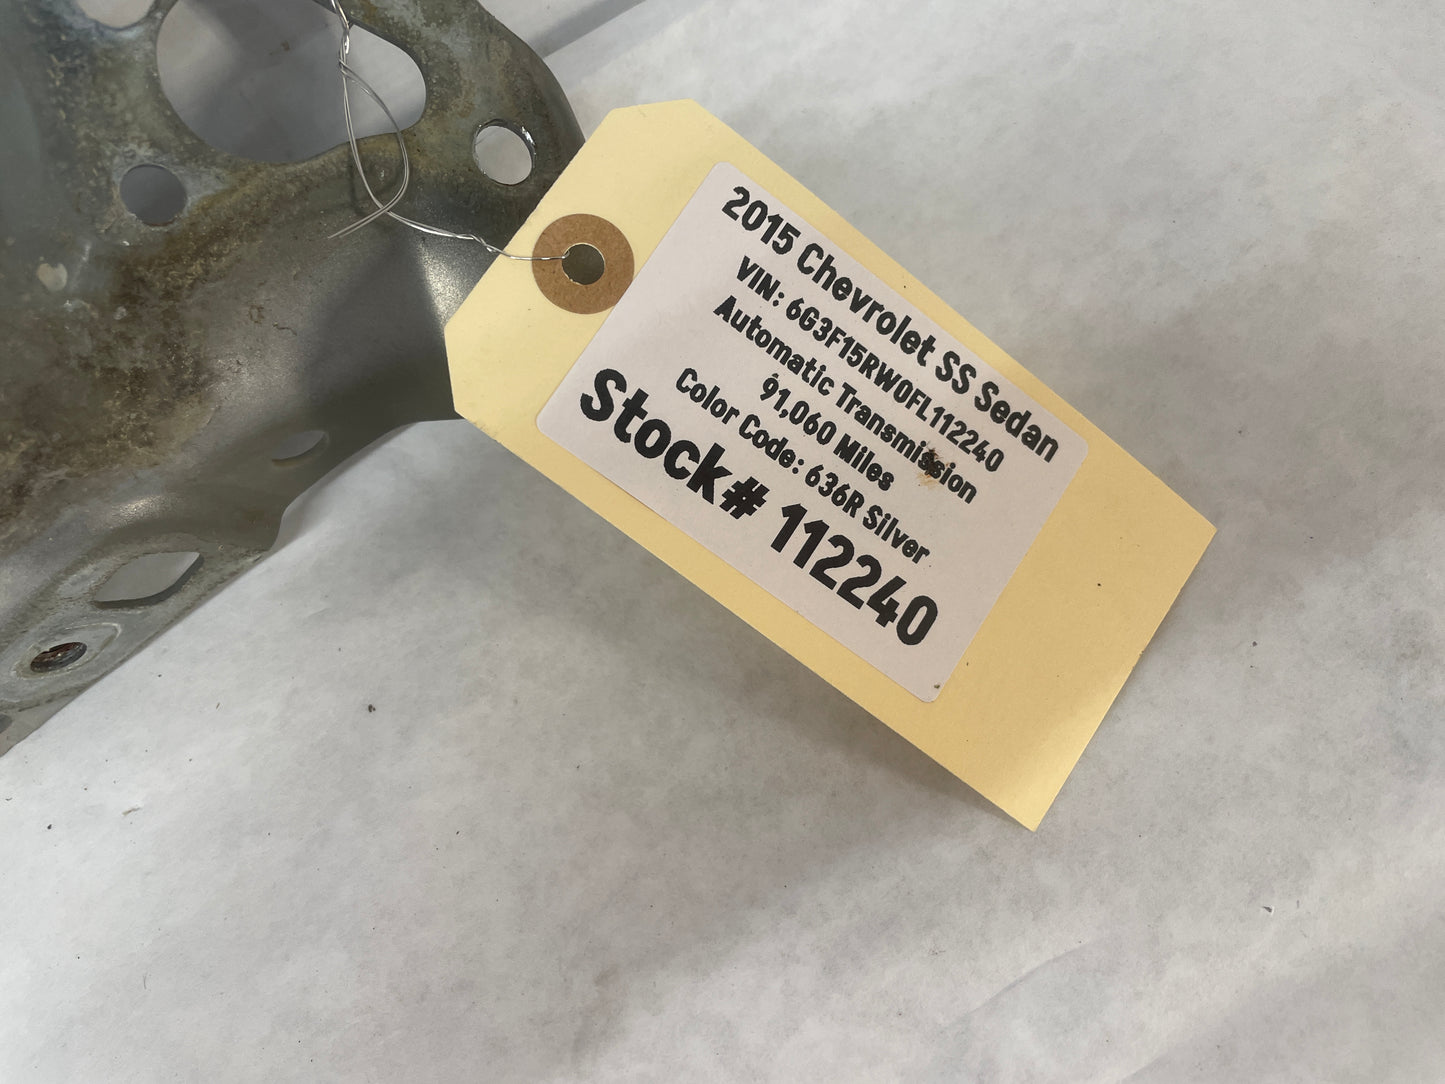 2015 Chevrolet SS Sedan
VIN: 6G3F15RW0FL112240
Automatic Transmission
91,060 Miles
Color Code: 636R Silver
Stock# 112240